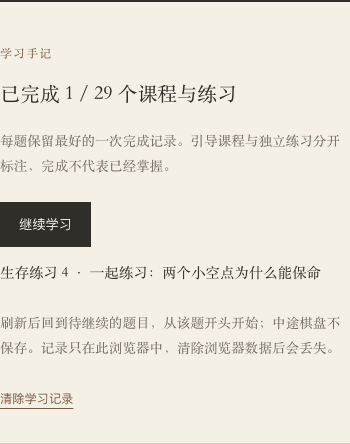 学习手记
已完成 1 / 29 个课程与练习
每题保留最好的一次完成记录。引导课程与独立练习分开
标注，完成不代表已经掌握。
继续学习
生存练习 4 · 一起练习：两个小空点为什么能保命
刷新后回到待继续的题目，从该题开头开始；中途棋盘不
保存。记录只在此浏览器中，清除浏览器数据后会丢失。
清除学习记录